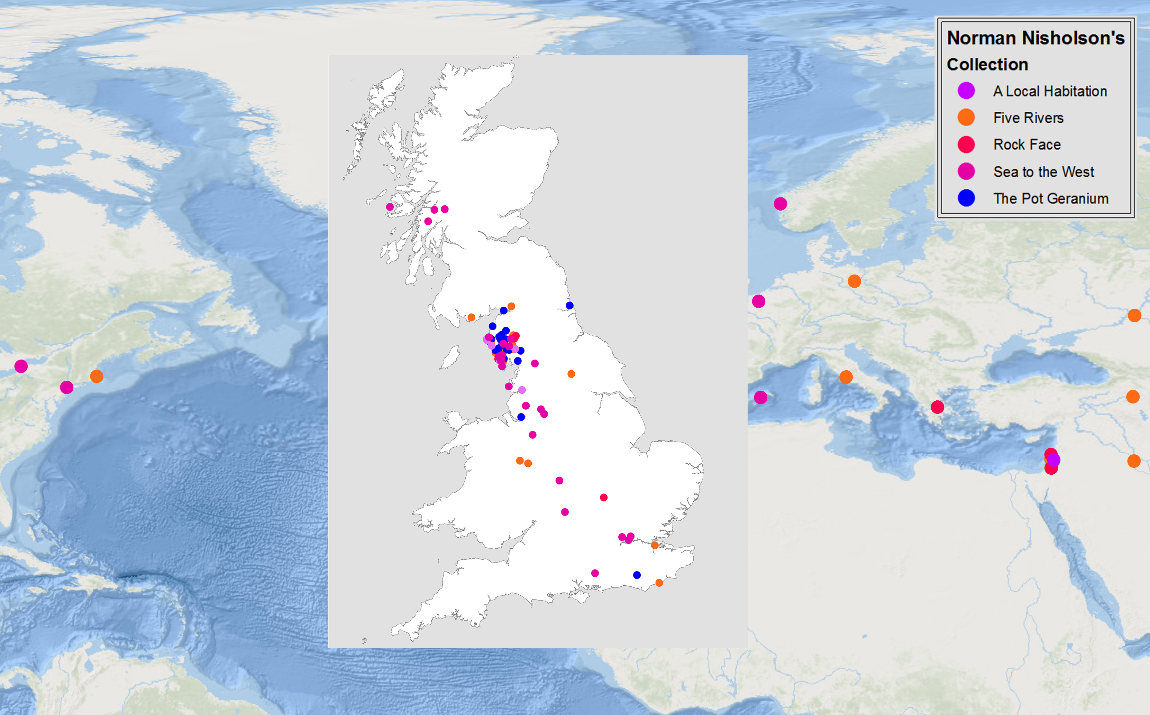 Norman Nisholson's
Collection
A Local Habitation
Five Rivers
Rock Face
Sea to the West
The Pot Geranium